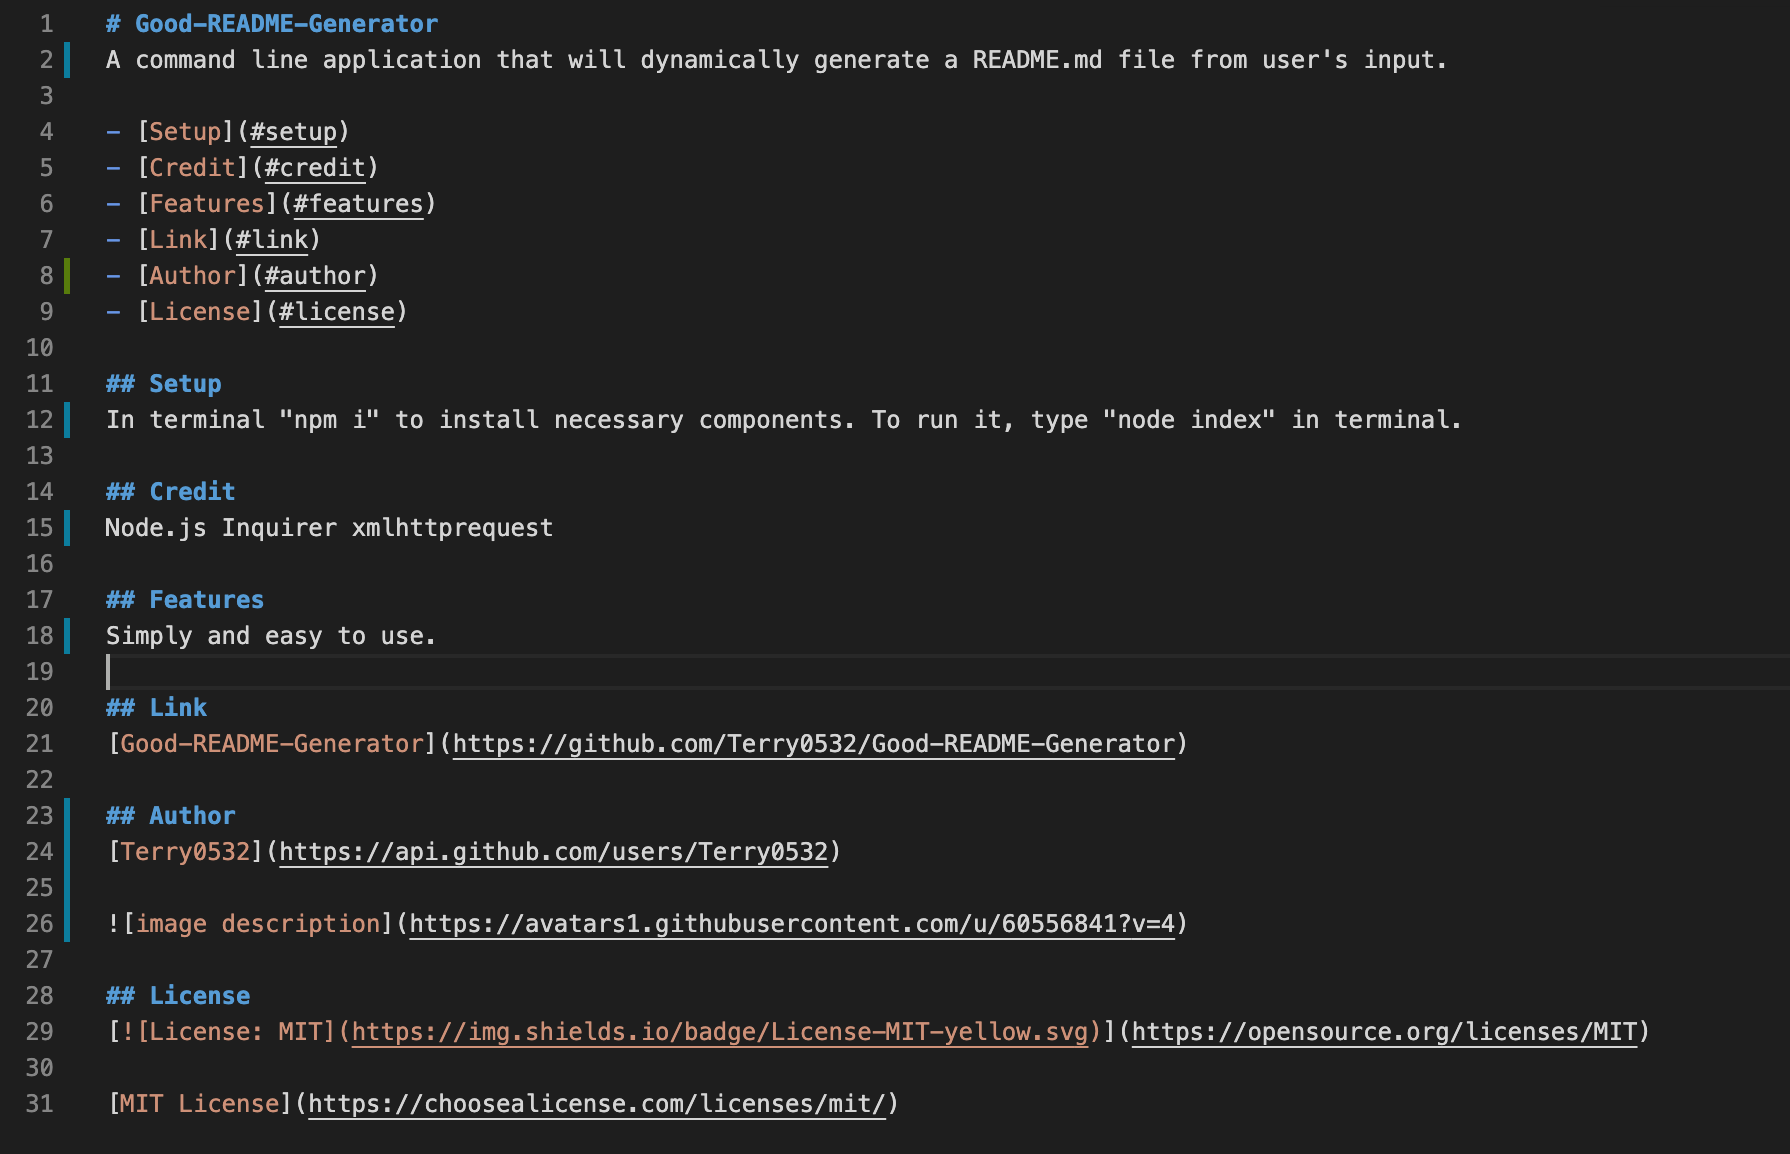 1 # Good-README-Generator
2 A command line application that will dynamically generate a README.md file from user's input.
3
4 - [Setup](#setup)
5 - [Credit](#credit)
6 - [Features](#features)
7 - [Link](#link)
8 - [Author](#author)
9 - [License](#license)
10
11 ## Setup
12 In terminal "npm i" to install necessary components. To run it, type "node index" in terminal.
13
14 ## Credit
15 Node.js Inquirer xmlhttprequest
16
17 ## Features
18 Simply and easy to use.
19
20 ## Link
21 [Good-README-Generator](https://github.com/Terry0532/Good-README-Generator)
22
23 ## Author
24 [Terry0532](https://api.github.com/users/Terry0532)
25
26 ![image description](https://avatars1.githubusercontent.com/u/60556841?v=4)
27
28 ## License
29 [![License: MIT](https://img.shields.io/badge/License-MIT-yellow.svg)](https://opensource.org/licenses/MIT)
30
31 [MIT License](https://choosealicense.com/licenses/mit/)